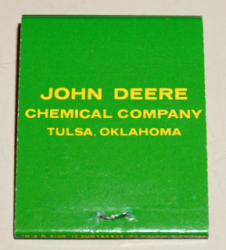 JOHN DEERE
CHEMICAL COMPANY
TULSA, OKLAHOMA